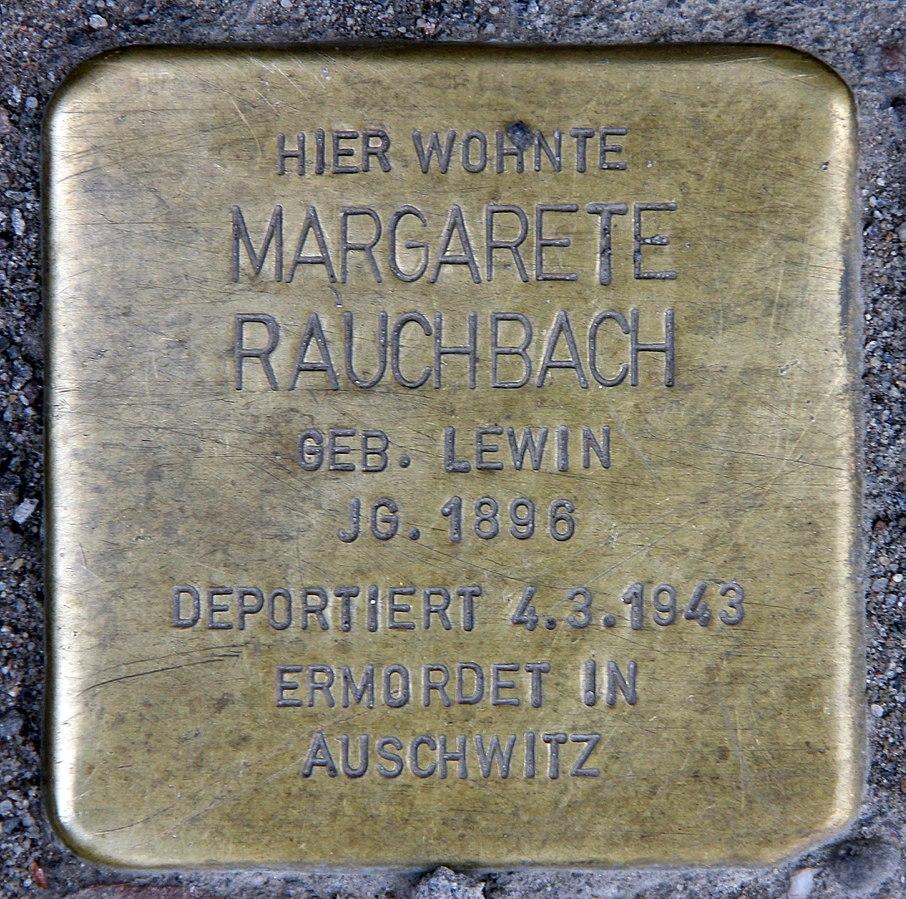 HIER WOHNTE
MARGARETE
RAUCHBACH
GEB. LEWIN
JG. 1896
DEPORTIERT 4.3.1943
ERMORDET IN
AUSCHWITZ